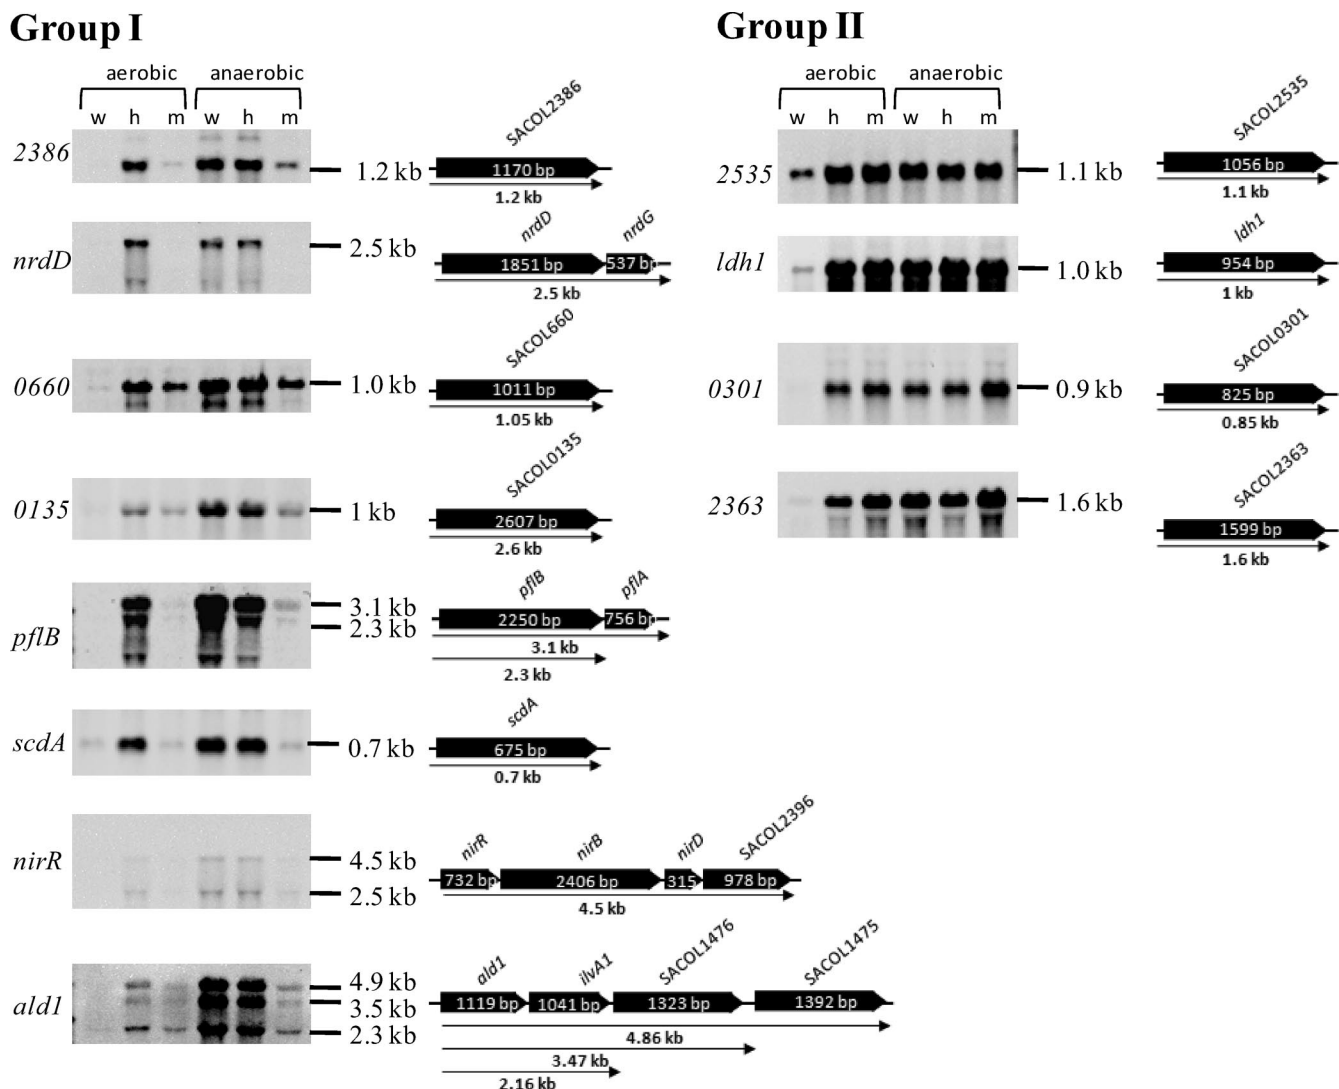 Group I
aerobic anaerobic
w h m w h m
2386
1.2 kb
SACOL2386
1170 bp
1.2 kb
nrdD
2.5 kb
nrdD nrdG
1851 bp 537 bp
2.5 kb
0660
1.0 kb
SACOL660
1011 bp
1.05 kb
0135
1 kb
SACOL0135
2607 bp
2.6 kb
pflB
3.1 kb
2.3 kb
pflB pflA
2250 bp 756 bp
3.1 kb
2.3 kb
scdA
0.7 kb
scdA
675 bp
0.7 kb
nirR
4.5 kb
2.5 kb
nirR nirB nirD SACOL2396
732 bp 2406 bp 315 978 bp
4.5 kb
ald1
4.9 kb
3.5 kb
2.3 kb
ald1 ilvA1 SACOL1476 SACOL1475
1119 bp 1041 bp 1323 bp 1392 bp
4.86 kb
3.47 kb
2.16 kb
Group II
aerobic anaerobic
w h m w h m
2535
1.1 kb
SACOL2535
1056 bp
1.1 kb
ldh1
1.0 kb
ldh1
954 bp
1 kb
0301
0.9 kb
SACOL0301
825 bp
0.85 kb
2363
1.6 kb
SACOL2363
1599 bp
1.6 kb